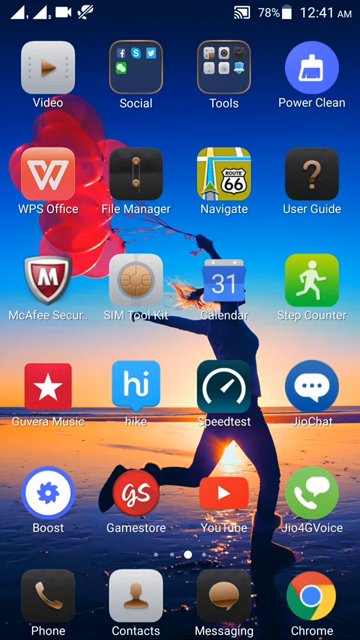 78% 12:41 AM
Video Social Tools Power Clean
ROUTE
66
WPS Office File Manager Navigate User Guide
31
McAfee Secur.. SIM Tool Kit Calendar Step Counter
hi
Guvera Music hike Speedtest JioChat
GS
Boost Gamestore YouTube Jio4GVoice
Phone Contacts Messaging Chrome